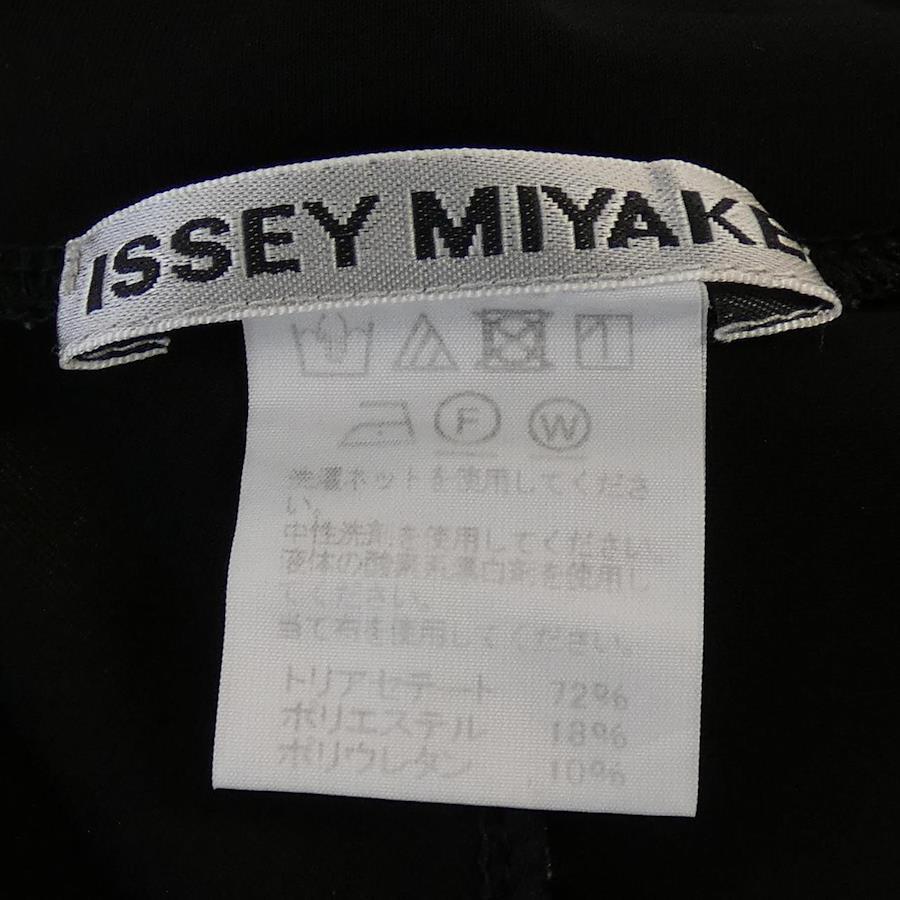 ISSEY MIYAKE
F W
洗濯ネットを使用してくださ
い。
中性洗剤を使用してください。
液体の酸素系漂白剤を使用し
てください。
当て布を使用してください。
トリアセテート 72%
ポリエステル 18%
ポリウレタン 10%